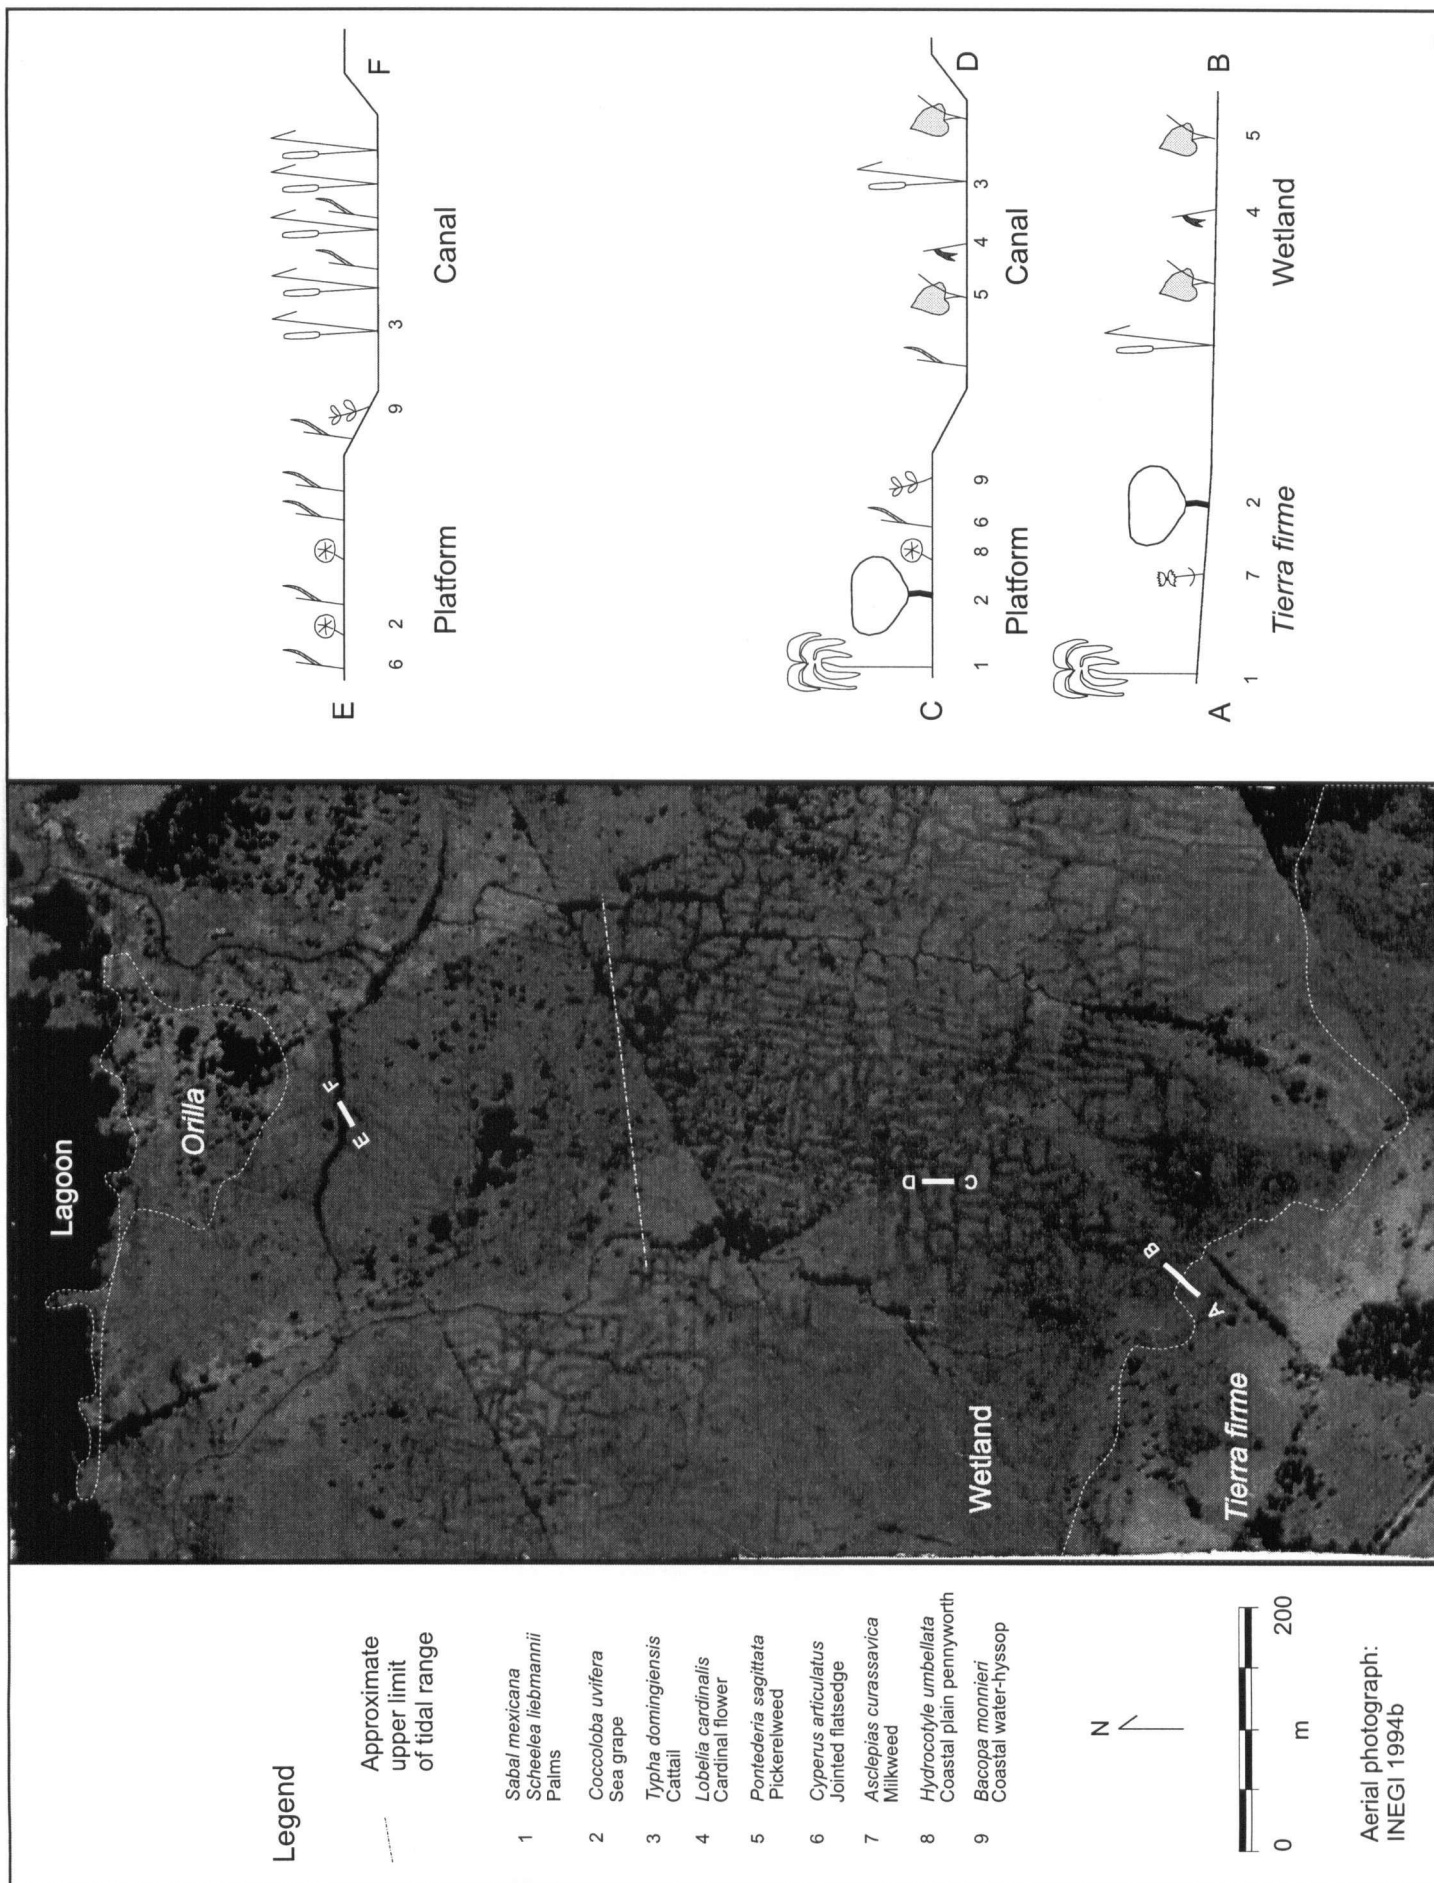 Legend
Approximate
upper limit
of tidal range
1 Sabal mexicana
Scheelea liebmannii
Palms
2 Coccoloba uvifera
Sea grape
3 Typha domingiensis
Cattail
4 Lobelia cardinalis
Cardinal flower
5 Pontederia sagittata
Pickerelweed
6 Cyperus articulatus
Jointed flatsedge
7 Asclepias curassavica
Milkweed
8 Hydrocotyle umbellata
Coastal plain pennyworth
9 Bacopa monnieri
Coastal water-hyssop
N
0 200
m
Aerial photograph:
INEGI 1994b
Lagoon
Orilla
E F
D
C
B
A
Wetland
Tierra firme
E F
6 2 9 3
Platform Canal
C D
1 2 8 6 9 5 4 3
Platform Canal
A B
1 7 2 4 5
Tierra firme Wetland